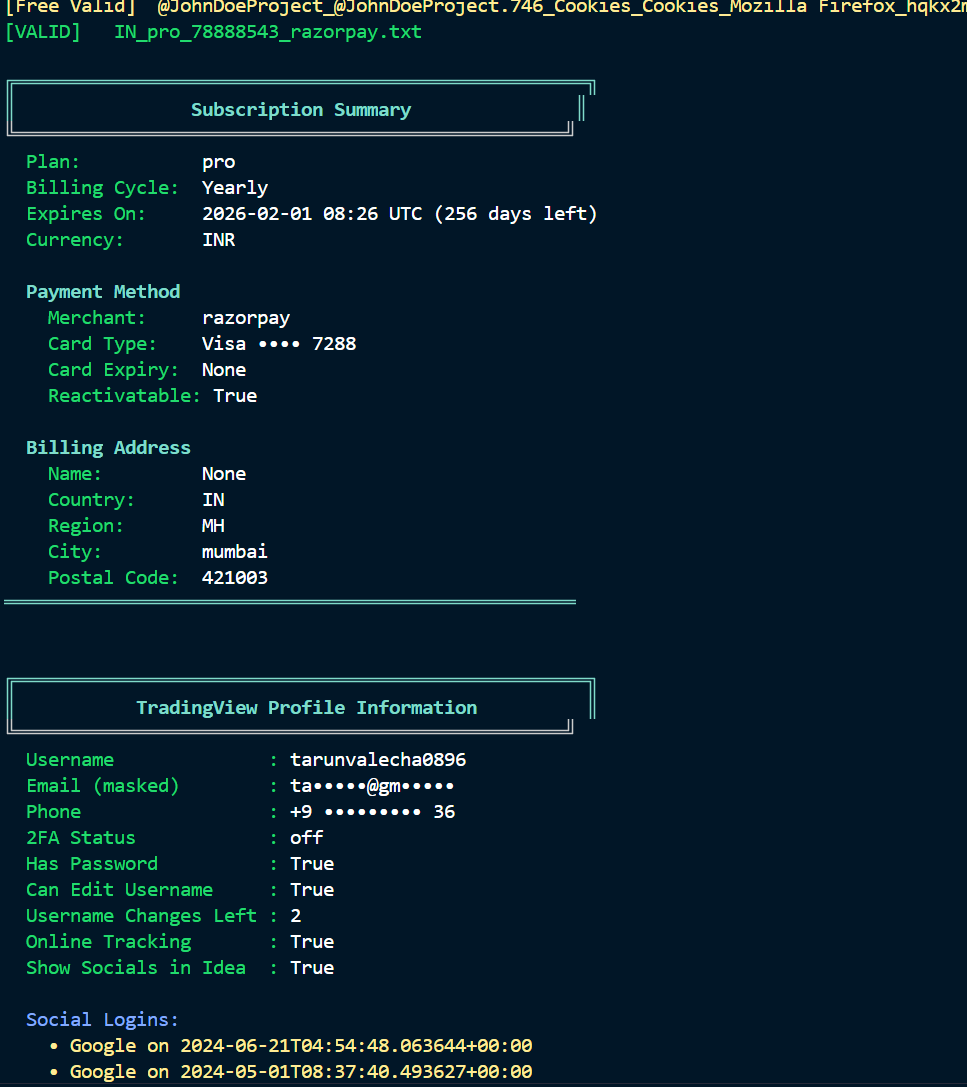 [Free Valid]  @JohnDoeProject_@JohnDoeProject.746_Cookies_Cookies_Mozilla Firefox_hqkx2
[VALID]   IN_pro_78888543_razorpay.txt
Subscription Summary
Plan: pro
Billing Cycle: Yearly
Expires On: 2026-02-01 08:26 UTC (256 days left)
Currency: INR
Payment Method
Merchant: razorpay
Card Type: Visa •••• 7288
Card Expiry: None
Reactivatable: True
Billing Address
Name: None
Country: IN
Region: MH
City: mumbai
Postal Code: 421003
TradingView Profile Information
Username : tarunvalecha0896
Email (masked) : ta•••••@gm•••••
Phone : +9 ••••••••• 36
2FA Status : off
Has Password : True
Can Edit Username : True
Username Changes Left : 2
Online Tracking : True
Show Socials in Idea : True
Social Logins:
• Google on 2024-06-21T04:54:48.063644+00:00
• Google on 2024-05-01T08:37:40.493627+00:00